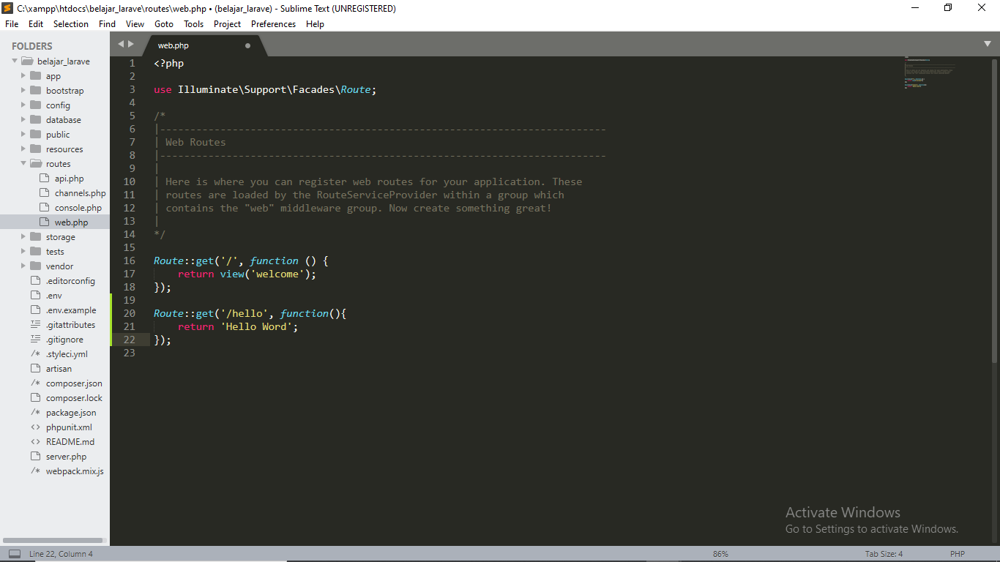 C:\xampp\htdocs\belajar_larave\routes\web.php • (belajar_larave) - Sublime Text (UNREGISTERED)
File Edit Selection Find View Goto Tools Project Preferences Help
FOLDERS
belajar_larave
app
bootstrap
config
database
public
resources
routes
api.php
channels.php
console.php
web.php
storage
tests
vendor
.editorconfig
.env
.env.example
.gitattributes
.gitignore
/* .styleci.yml
artisan
/* composer.json
composer.lock
/* package.json
<> phpunit.xml
<> README.md
server.php
/* webpack.mix.js
web.php
1 <?php
2
3 use Illuminate\Support\Facades\Route;
4
5 /*
6 |--------------------------------------------------------------------------
7 | Web Routes
8 |--------------------------------------------------------------------------
9 |
10 | Here is where you can register web routes for your application. These
11 | routes are loaded by the RouteServiceProvider within a group which
12 | contains the "web" middleware group. Now create something great!
13 |
14 */
15
16 Route::get('/', function () {
17     return view('welcome');
18 });
19
20 Route::get('/hello', function(){
21     return 'Hello Word';
22 });
23
Activate Windows
Go to Settings to activate Windows.
Line 22, Column 4 86% Tab Size: 4 PHP